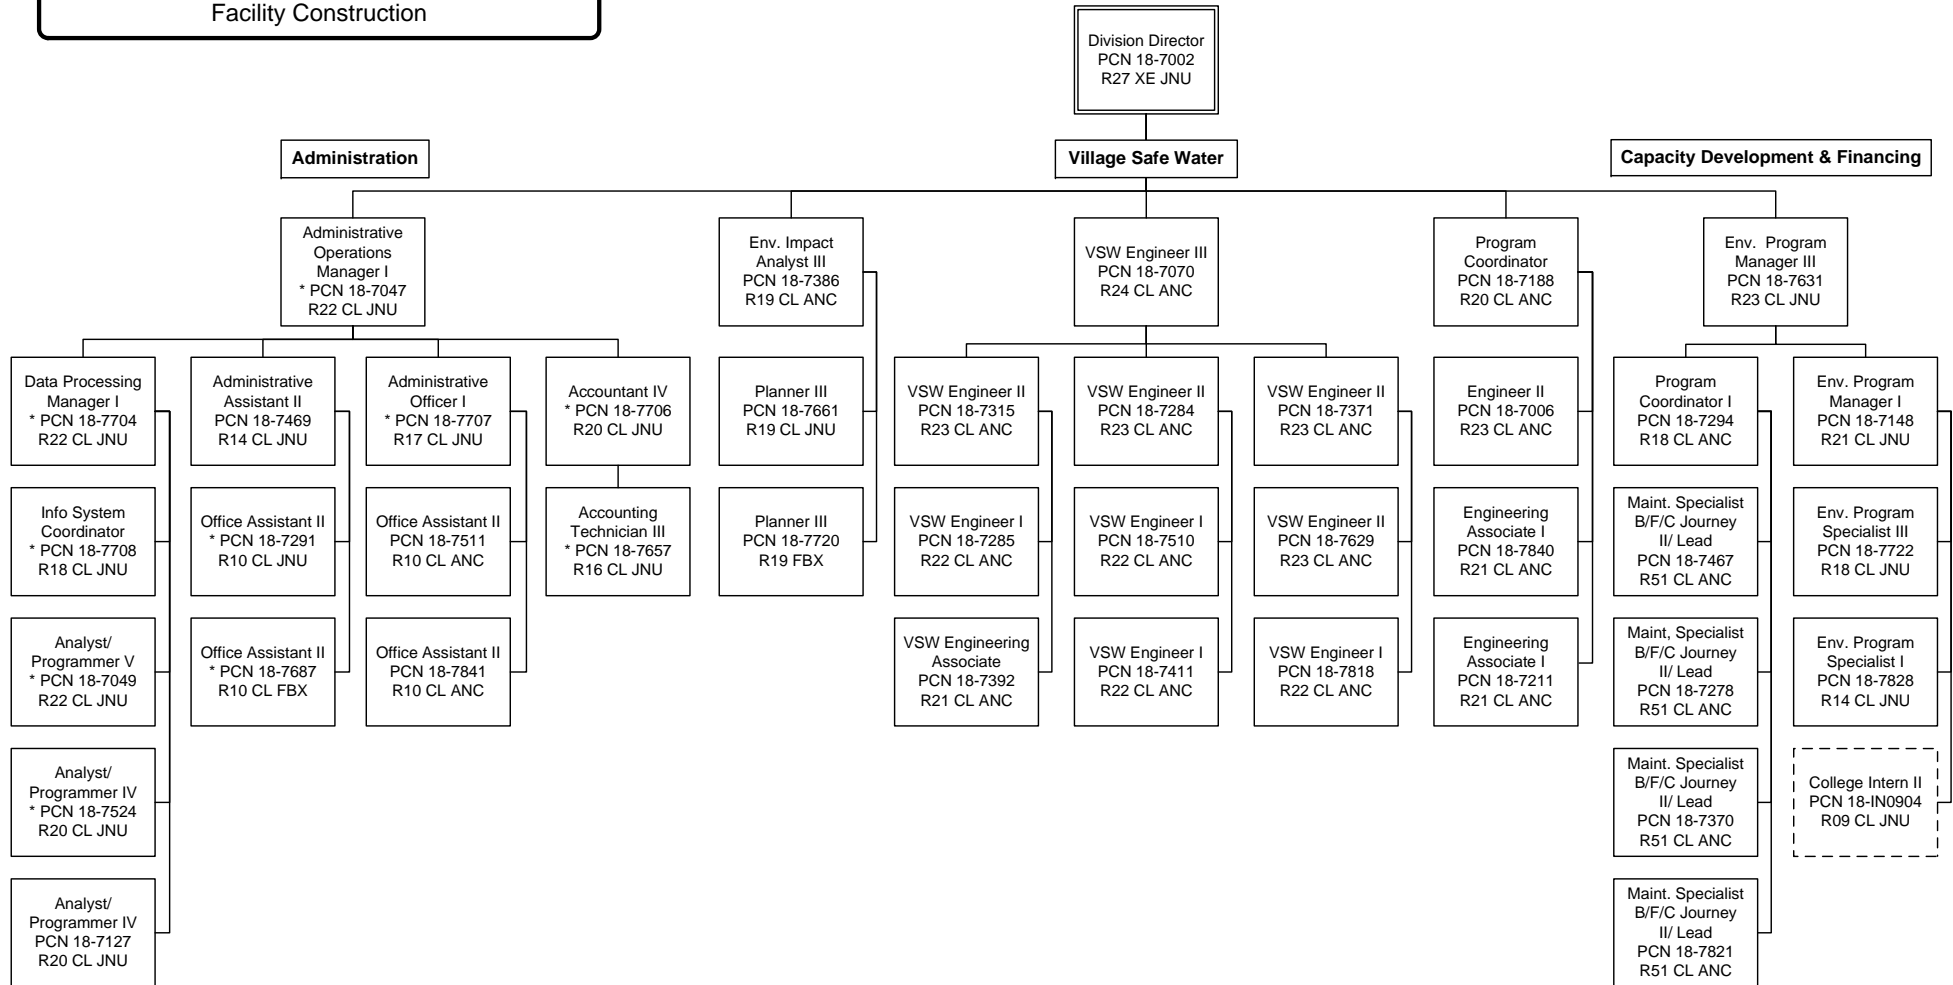 Facility Construction
Division Director
PCN 18-7002
R27 XE JNU
Administration
Village Safe Water
Capacity Development & Financing
Administrative
Operations
Manager I
* PCN 18-7047
R22 CL JNU
Env. Impact
Analyst III
PCN 18-7386
R19 CL ANC
VSW Engineer III
PCN 18-7070
R24 CL ANC
Program
Coordinator
PCN 18-7188
R20 CL ANC
Env. Program
Manager III
PCN 18-7631
R23 CL JNU
Data Processing
Manager I
* PCN 18-7704
R22 CL JNU
Administrative
Assistant II
PCN 18-7469
R14 CL JNU
Administrative
Officer I
* PCN 18-7707
R17 CL JNU
Accountant IV
* PCN 18-7706
R20 CL JNU
Planner III
PCN 18-7661
R19 CL JNU
VSW Engineer II
PCN 18-7315
R23 CL ANC
VSW Engineer II
PCN 18-7284
R23 CL ANC
VSW Engineer II
PCN 18-7371
R23 CL ANC
Engineer II
PCN 18-7006
R23 CL ANC
Program
Coordinator I
PCN 18-7294
R18 CL ANC
Env. Program
Manager I
PCN 18-7148
R21 CL JNU
Info System
Coordinator
* PCN 18-7708
R18 CL JNU
Office Assistant II
* PCN 18-7291
R10 CL JNU
Office Assistant II
PCN 18-7511
R10 CL ANC
Accounting
Technician III
* PCN 18-7657
R16 CL JNU
Planner III
PCN 18-7720
R19 FBX
VSW Engineer I
PCN 18-7285
R22 CL ANC
VSW Engineer I
PCN 18-7510
R22 CL ANC
VSW Engineer II
PCN 18-7629
R23 CL ANC
Engineering
Associate I
PCN 18-7840
R21 CL ANC
Maint. Specialist
B/F/C Journey
II/ Lead
PCN 18-7467
R51 CL ANC
Env. Program
Specialist III
PCN 18-7722
R18 CL JNU
Analyst/
Programmer V
* PCN 18-7049
R22 CL JNU
Office Assistant II
* PCN 18-7687
R10 CL FBX
Office Assistant II
PCN 18-7841
R10 CL ANC
VSW Engineering
Associate
PCN 18-7392
R21 CL ANC
VSW Engineer I
PCN 18-7411
R22 CL ANC
VSW Engineer I
PCN 18-7818
R22 CL ANC
Engineering
Associate I
PCN 18-7211
R21 CL ANC
Maint, Specialist
B/F/C Journey
II/ Lead
PCN 18-7278
R51 CL ANC
Env. Program
Specialist I
PCN 18-7828
R14 CL JNU
Analyst/
Programmer IV
* PCN 18-7524
R20 CL JNU
Maint. Specialist
B/F/C Journey
II/ Lead
PCN 18-7370
R51 CL ANC
College Intern II
PCN 18-IN0904
R09 CL JNU
Analyst/
Programmer IV
PCN 18-7127
R20 CL JNU
Maint. Specialist
B/F/C Journey
II/ Lead
PCN 18-7821
R51 CL ANC